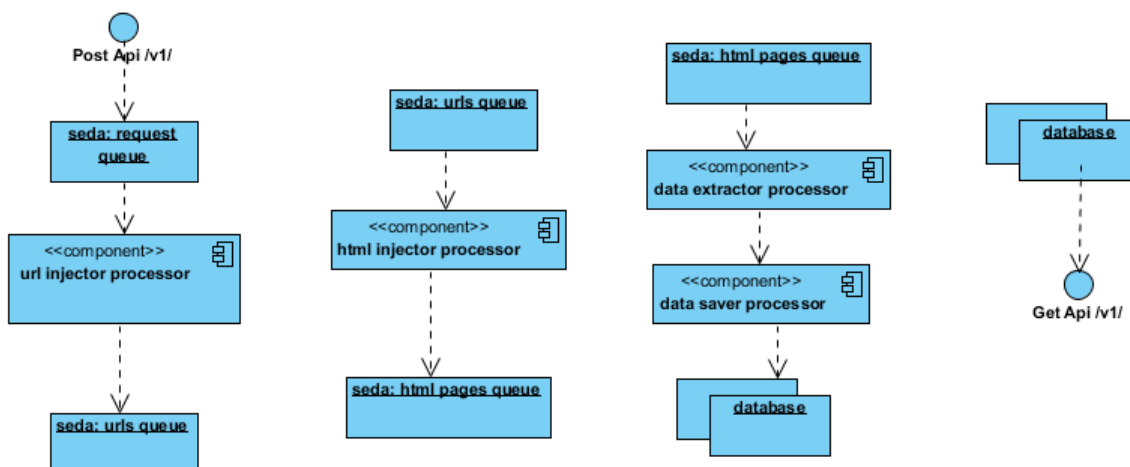 Post Api /v1/
seda: request
queue
<<component>>
url injector processor
seda: urls queue
seda: urls queue
<<component>>
html injector processor
seda: html pages queue
seda: html pages queue
<<component>>
data extractor processor
<<component>>
data saver processor
database
database
Get Api /v1/